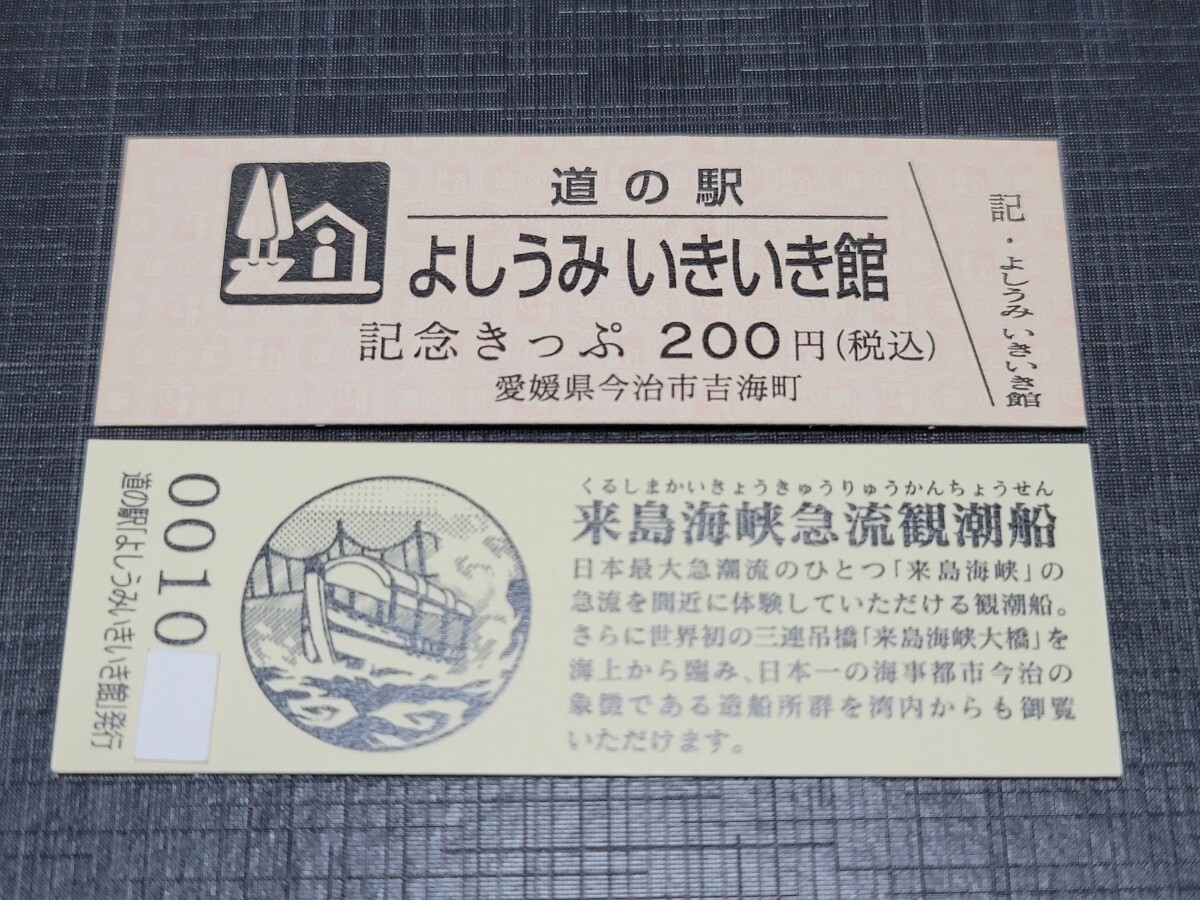 道の駅
よしうみ いきいき館
記念きっぷ 200円(税込)
愛媛県今治市吉海町
記・よしうみ いきいき館
0010
道の駅「よしうみいきいき館」発行
くるしまかいきょうきゅうりゅうかんちょうせん
来島海峡急流観潮船
日本最大急潮流のひとつ「来島海峡」の
急流を間近に体験していただける観潮船。
さらに世界初の三連吊橋「来島海峡大橋」を
海上から臨み、日本一の海事都市今治の
象徴である造船所群を湾内からも御覧
いただけます。